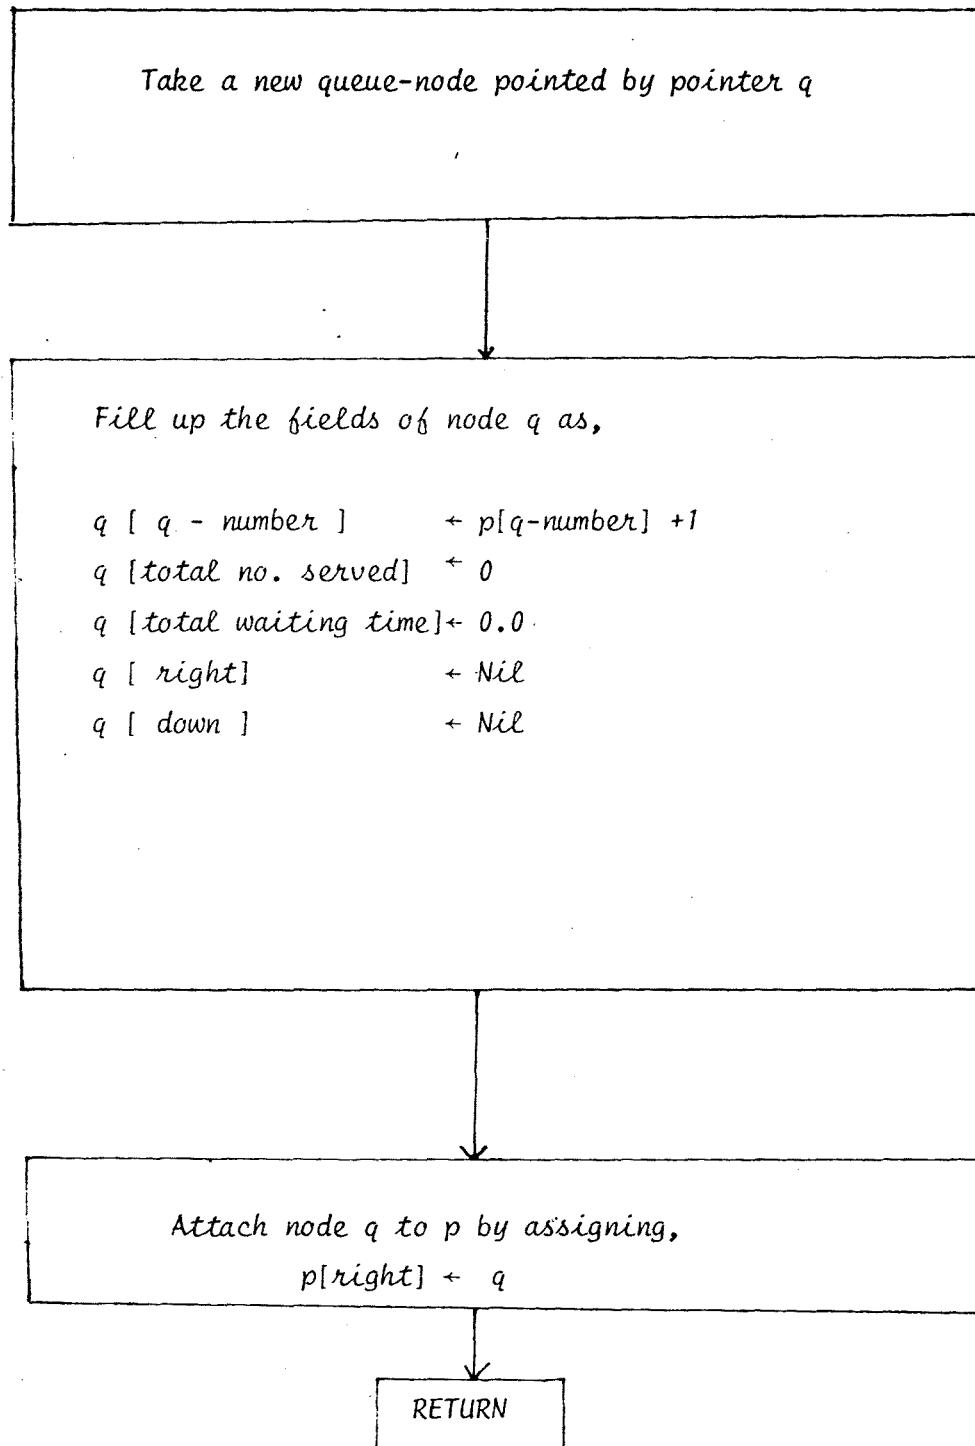 Take a new queue-node pointed by pointer q
Fill up the fields of node q as,
q [ q - number ] ← p[q-number] +1
q [total no. served] ← 0
q [total waiting time] ← 0.0
q [ right] ← Nil
q [ down ] ← Nil
Attach node q to p by assigning,
p[right] ← q
RETURN